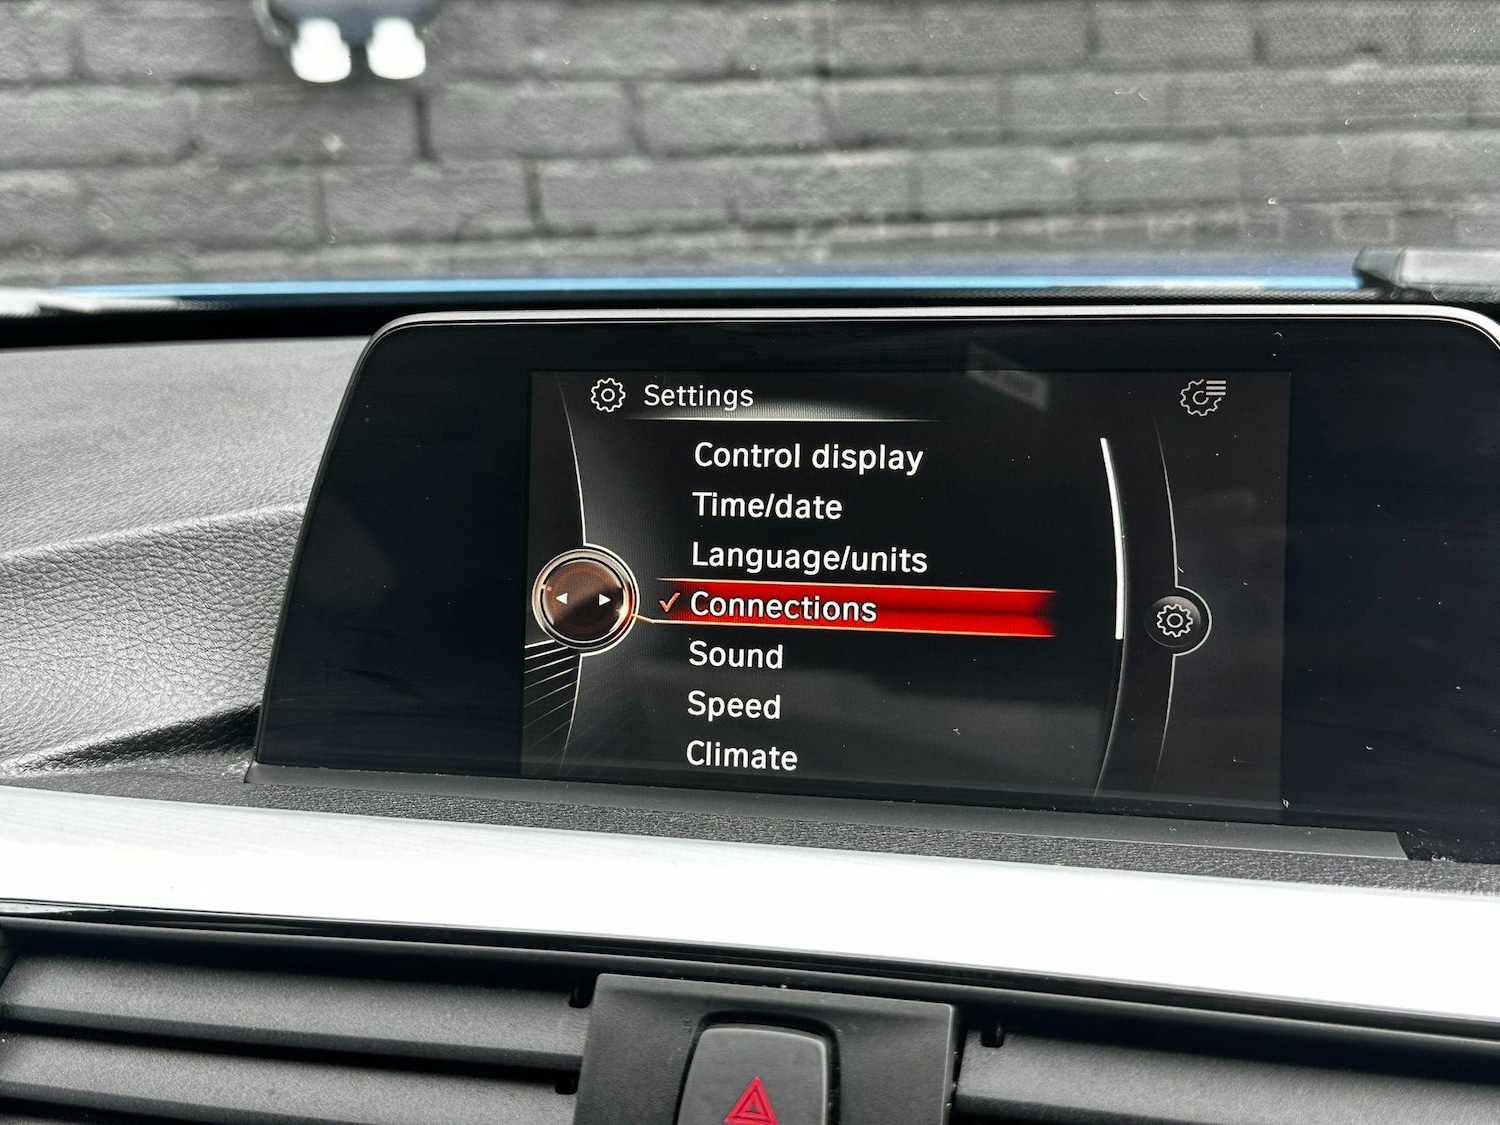 Settings
Control display
Time/date
Language/units
Connections
Sound
Speed
Climate